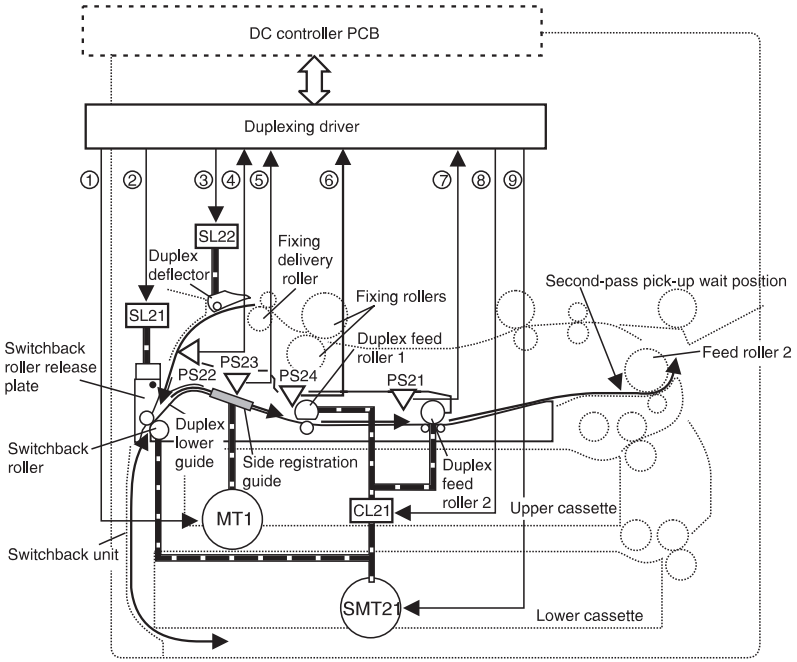 DC controller PCB
Duplexing driver
① ② ③ ④ ⑤ ⑥ ⑦ ⑧ ⑨
SL22
Duplex
deflector
Fixing
delivery
roller
Fixing rollers
Second-pass pick-up wait position
SL21
Duplex feed
roller 1
Feed roller 2
Switchback
roller release
plate
PS22
PS23
PS24
PS21
Switchback
roller
Duplex
lower
guide
Side registration
guide
Duplex
feed
roller 2
MT1
CL21
Upper cassette
Switchback unit
SMT21
Lower cassette